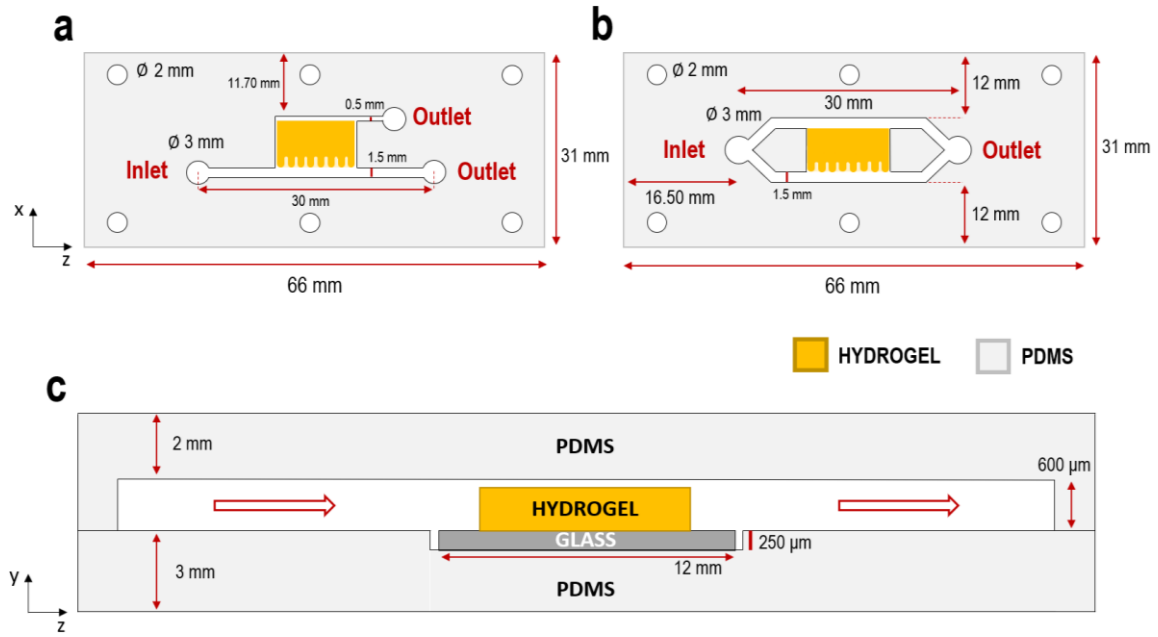 a
Ø 2 mm
11.70 mm
0.5 mm
Outlet
Ø 3 mm
Inlet
1.5 mm
Outlet
30 mm
31 mm
x
z
66 mm
b
Ø 2 mm
12 mm
30 mm
Ø 3 mm
Inlet
Outlet
31 mm
16.50 mm
1.5 mm
12 mm
66 mm
HYDROGEL
PDMS
c
2 mm
PDMS
600 µm
HYDROGEL
GLASS
250 µm
12 mm
3 mm
PDMS
y
z